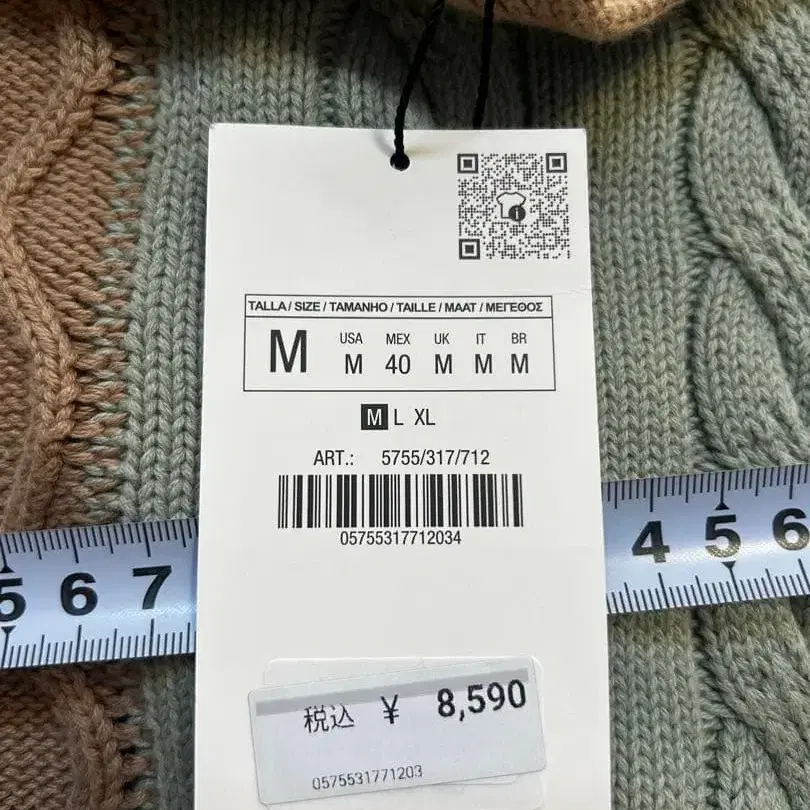 TALLA / SIZE / TAMANHO / TAILLE / MAAT / ΜΕΓΕΘΟΣ
M
USA MEX UK IT BR
M 40 M M M
M L XL
ART.: 5755/317/712
05755317712034
5 6 7
4 5 6
税込 ¥ 8,590
0575531771203